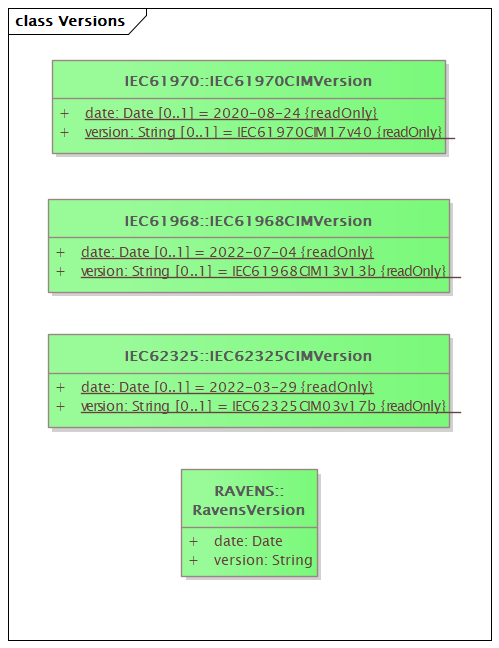 class Versions
IEC61970::IEC61970CIMVersion
+ date: Date [0..1] = 2020-08-24 {readOnly}
+ version: String [0..1] = IEC61970CIM17v40 {readOnly}
IEC61968::IEC61968CIMVersion
+ date: Date [0..1] = 2022-07-04 {readOnly}
+ version: String [0..1] = IEC61968CIM13v13b {readOnly}
IEC62325::IEC62325CIMVersion
+ date: Date [0..1] = 2022-03-29 {readOnly}
+ version: String [0..1] = IEC62325CIM03v17b {readOnly}
RAVENS::
RavensVersion
+ date: Date
+ version: String